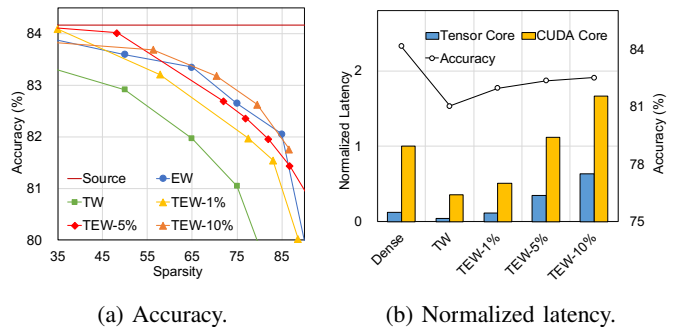 84
83
82
81
80
Accuracy (%)
Source
EW
TW
TEW-1%
TEW-5%
TEW-10%
35 45 55 65 75 85
Sparsity
(a) Accuracy.
Tensor Core
CUDA Core
Accuracy
2
1
0
Normalized Latency
84
81
78
75
Accuracy (%)
Dense
TW
TEW-1%
TEW-5%
TEW-10%
(b) Normalized latency.